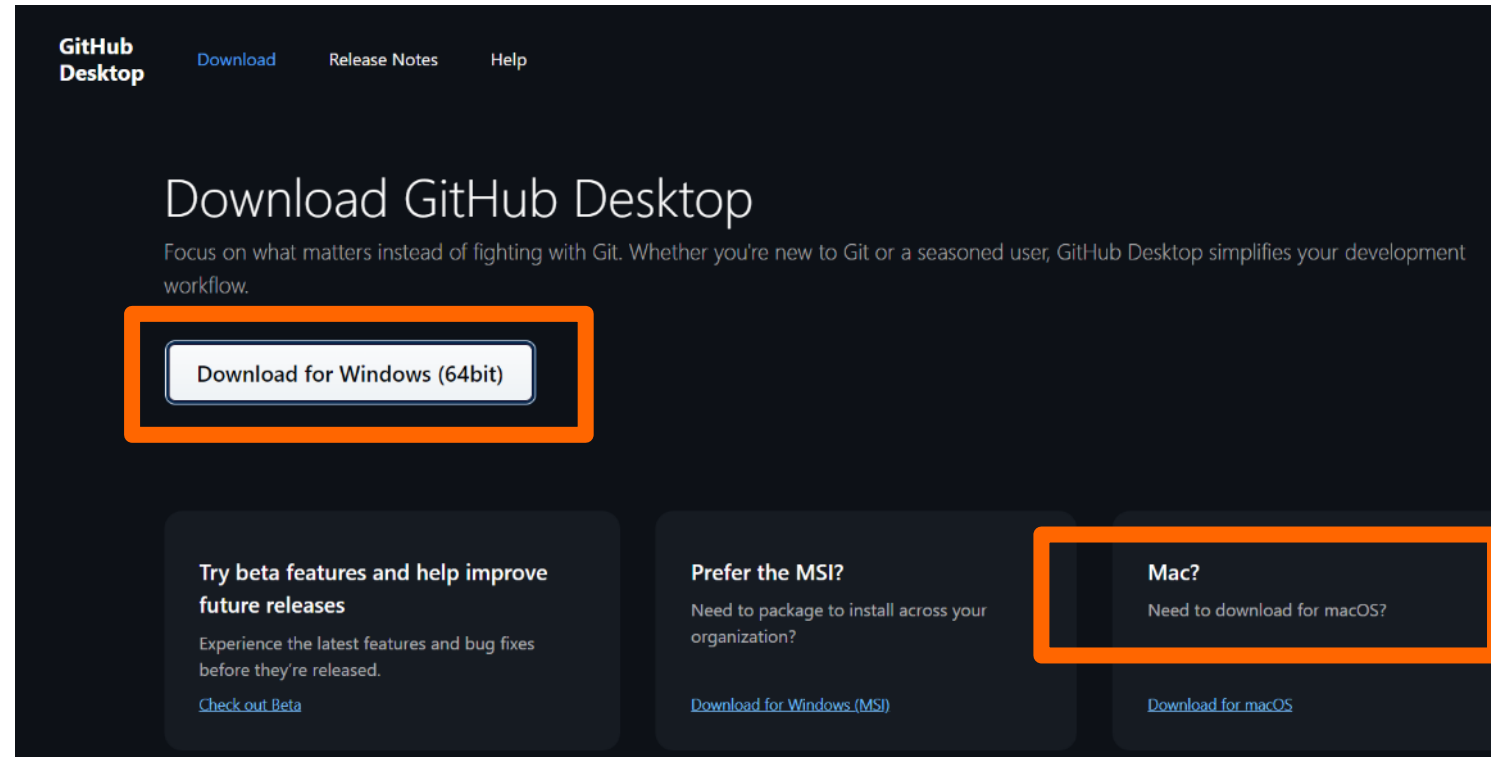 GitHub
Desktop
Download
Release Notes
Help
Download GitHub Desktop
Focus on what matters instead of fighting with Git. Whether you're new to Git or a seasoned user, GitHub Desktop simplifies your development
workflow.
Download for Windows (64bit)
Try beta features and help improve
future releases
Experience the latest features and bug fixes
before they're released.
Check out Beta
Prefer the MSI?
Need to package to install across your
organization?
Download for Windows (MSI)
Mac?
Need to download for macOS?
Download for macOS